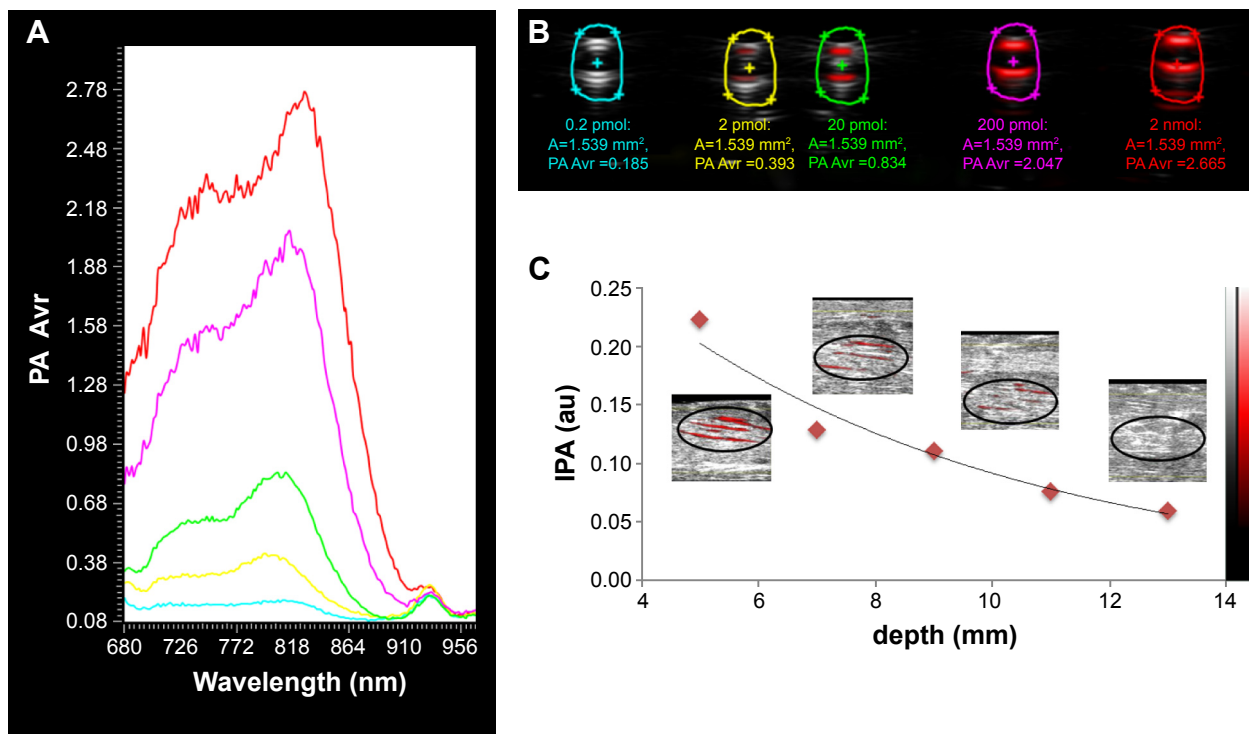 A
PA Avr
2.78
2.48
2.18
1.88
1.58
1.28
0.98
0.68
0.38
0.08
680 726 772 818 864 910 956
Wavelength (nm)
B
0.2 pmol:
A=1.539 mm²,
PA Avr =0.185
2 pmol:
A=1.539 mm²,
PA Avr =0.393
20 pmol:
A=1.539 mm²,
PA Avr =0.834
200 pmol:
A=1.539 mm²,
PA Avr =2.047
2 nmol:
A=1.539 mm²,
PA Avr =2.665
C
IPA (au)
0.25
0.20
0.15
0.10
0.05
0.00
4 6 8 10 12 14
depth (mm)